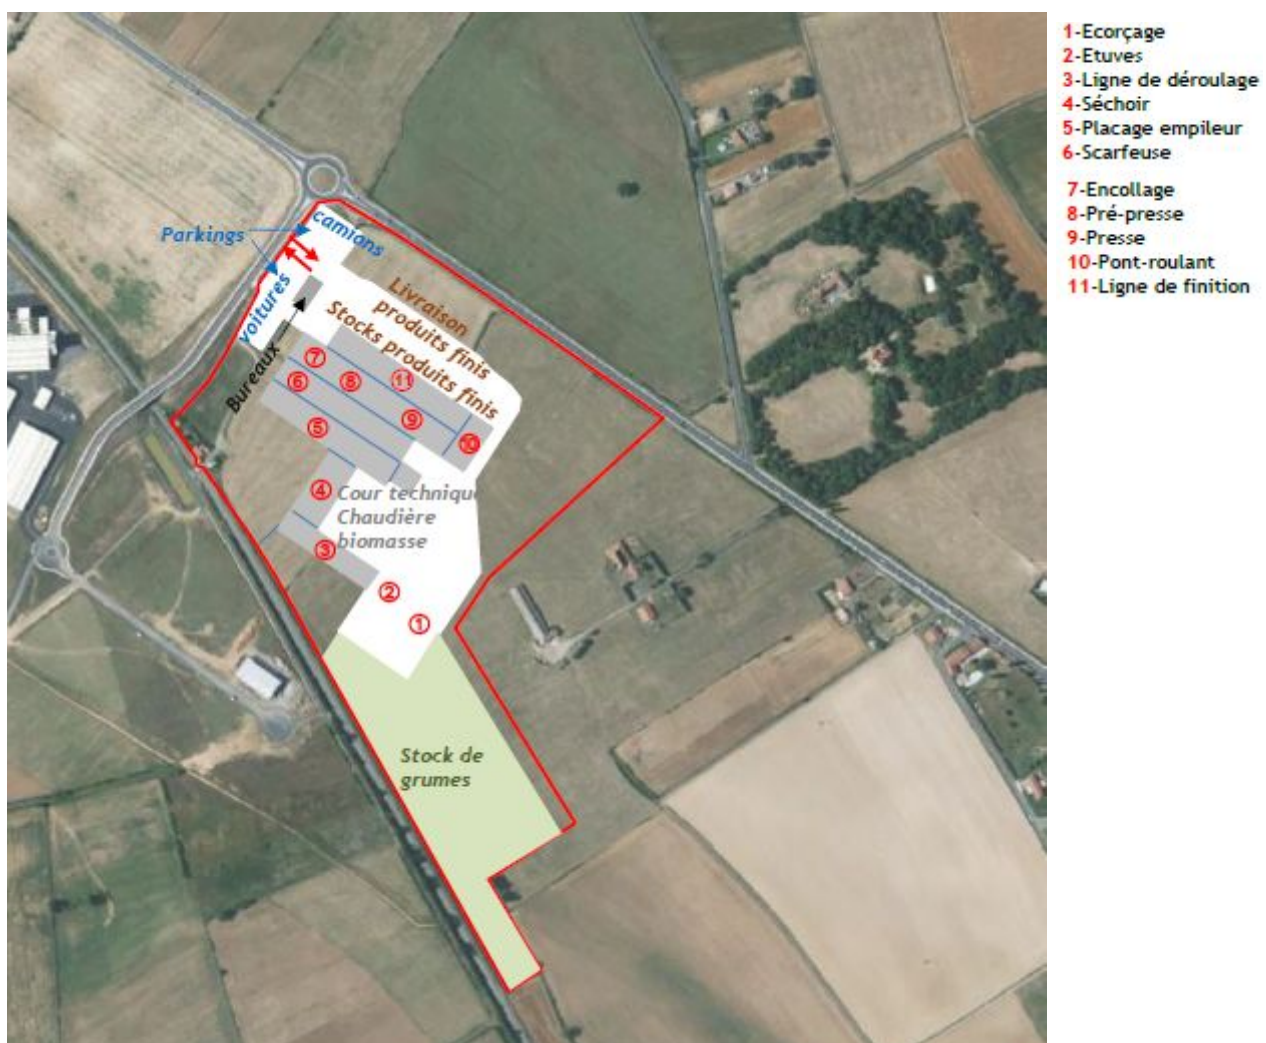 Parkings
camions
voitures
Bureaux
Livraison
produits finis
Stocks produits finis
7
11
6
8
9
5
10
4
Cour technique
Chaudière
biomasse
3
2
1
Stock de
grumes
1-Ecorçage
2-Etuves
3-Ligne de déroulage
4-Séchoir
5-Placage empileur
6-Scarfeuse
7-Encollage
8-Pré-presse
9-Presse
10-Pont-roulant
11-Ligne de finition